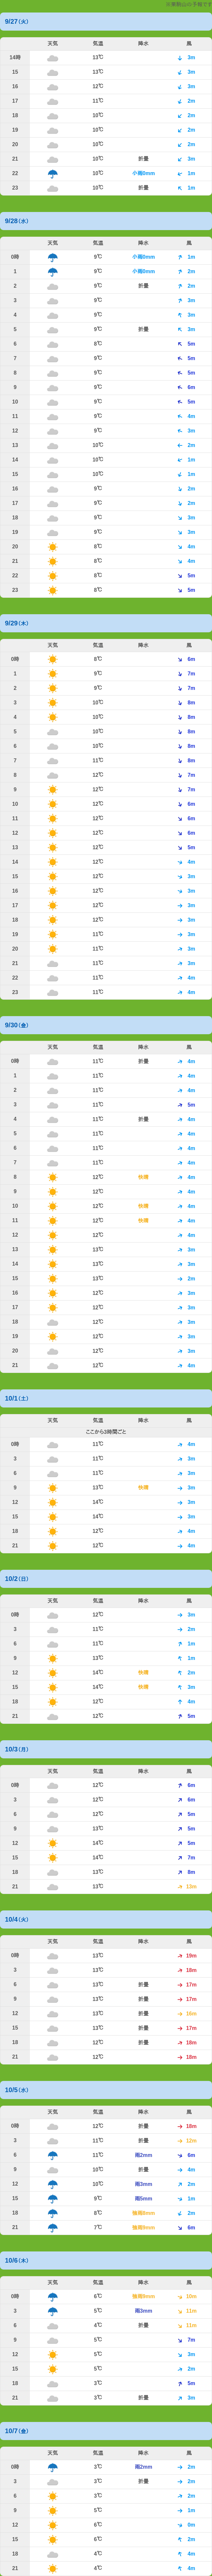 ※乗鞍山の予報です
9/27(火)
天気 気温 降水 風
14時 13℃ 3m
15 13℃ 3m
16 12℃ 3m
17 11℃ 2m
18 10℃ 2m
19 10℃ 2m
20 10℃ 2m
21 10℃ 折曇 3m
22 10℃ 小雨0mm 1m
23 10℃ 折曇 1m
9/28(水)
天気 気温 降水 風
0時 9℃ 小雨0mm 1m
1 9℃ 小雨0mm 2m
2 9℃ 折曇 2m
3 9℃ 3m
4 9℃ 3m
5 9℃ 折曇 3m
6 8℃ 5m
7 9℃ 5m
8 9℃ 5m
9 9℃ 6m
10 9℃ 5m
11 9℃ 4m
12 9℃ 3m
13 10℃ 2m
14 10℃ 1m
15 10℃ 1m
16 9℃ 2m
17 9℃ 2m
18 9℃ 3m
19 9℃ 3m
20 8℃ 4m
21 8℃ 4m
22 8℃ 5m
23 8℃ 5m
9/29(木)
天気 気温 降水 風
0時 8℃ 6m
1 9℃ 7m
2 9℃ 7m
3 10℃ 8m
4 10℃ 8m
5 10℃ 8m
6 10℃ 8m
7 11℃ 8m
8 12℃ 7m
9 12℃ 7m
10 12℃ 6m
11 12℃ 6m
12 12℃ 6m
13 12℃ 5m
14 12℃ 4m
15 12℃ 3m
16 12℃ 3m
17 12℃ 3m
18 12℃ 3m
19 11℃ 3m
20 11℃ 3m
21 11℃ 3m
22 11℃ 4m
23 11℃ 4m
9/30(金)
天気 気温 降水 風
0時 11℃ 折曇 4m
1 11℃ 4m
2 11℃ 4m
3 11℃ 5m
4 11℃ 折曇 4m
5 11℃ 4m
6 11℃ 4m
7 11℃ 4m
8 12℃ 快晴 4m
9 12℃ 4m
10 12℃ 快晴 4m
11 12℃ 快晴 4m
12 12℃ 4m
13 13℃ 3m
14 13℃ 3m
15 13℃ 2m
16 12℃ 3m
17 12℃ 3m
18 12℃ 3m
19 12℃ 3m
20 12℃ 3m
21 12℃ 4m
10/1(土)
天気 気温 降水 風
ここから3時間ごと
0時 11℃ 4m
3 11℃ 3m
6 11℃ 3m
9 13℃ 快晴 3m
12 14℃ 3m
15 14℃ 3m
18 12℃ 4m
21 12℃ 4m
10/2(日)
天気 気温 降水 風
0時 12℃ 3m
3 11℃ 2m
6 11℃ 1m
9 13℃ 1m
12 14℃ 快晴 2m
15 14℃ 快晴 3m
18 12℃ 4m
21 12℃ 5m
10/3(月)
天気 気温 降水 風
0時 12℃ 6m
3 12℃ 6m
6 12℃ 5m
9 13℃ 5m
12 14℃ 5m
15 14℃ 7m
18 13℃ 8m
21 13℃ 13m
10/4(火)
天気 気温 降水 風
0時 13℃ 19m
3 13℃ 18m
6 13℃ 折曇 17m
9 13℃ 折曇 17m
12 13℃ 折曇 16m
15 13℃ 折曇 17m
18 12℃ 折曇 18m
21 12℃ 18m
10/5(水)
天気 気温 降水 風
0時 12℃ 折曇 18m
3 11℃ 折曇 12m
6 11℃ 雨2mm 6m
9 10℃ 折曇 4m
12 10℃ 雨3mm 2m
15 9℃ 雨5mm 1m
18 8℃ 強雨8mm 2m
21 7℃ 強雨9mm 6m
10/6(木)
天気 気温 降水 風
0時 6℃ 強雨9mm 10m
3 5℃ 雨3mm 11m
6 4℃ 折曇 11m
9 5℃ 7m
12 5℃ 3m
15 5℃ 2m
18 3℃ 5m
21 3℃ 折曇 3m
10/7(金)
天気 気温 降水 風
0時 3℃ 雨2mm 2m
3 3℃ 折曇 2m
6 3℃ 2m
9 5℃ 1m
12 6℃ 0m
15 6℃ 2m
18 4℃ 4m
21 4℃ 4m